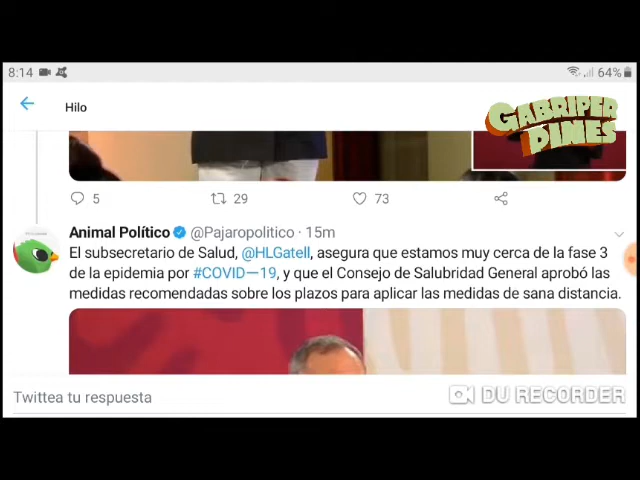 8:14 64%
Hilo
GABRIPER
DIMES
5 29 73
Animal Político @Pajaropolitico · 15m
El subsecretario de Salud, @HLGatell, asegura que estamos muy cerca de la fase 3
de la epidemia por #COVID—19, y que el Consejo de Salubridad General aprobó las
medidas recomendadas sobre los plazos para aplicar las medidas de sana distancia.
Twittea tu respuesta
DU RECORDER